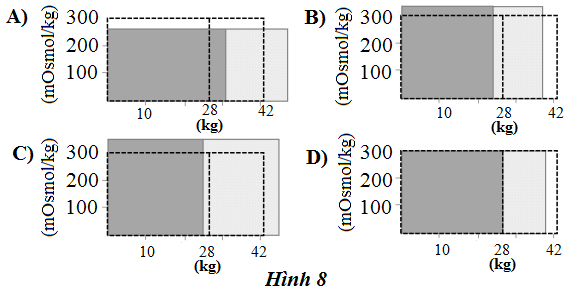 A)
(mOsmol/kg)
300
200
100
10
28
42
(kg)
B)
(mOsmol/kg)
300
200
100
10
28
42
(kg)
C)
(mOsmol/kg)
300
200
100
10
28
42
(kg)
D)
(mOsmol/kg)
300
200
100
10
28
42
(kg)
Hình 8